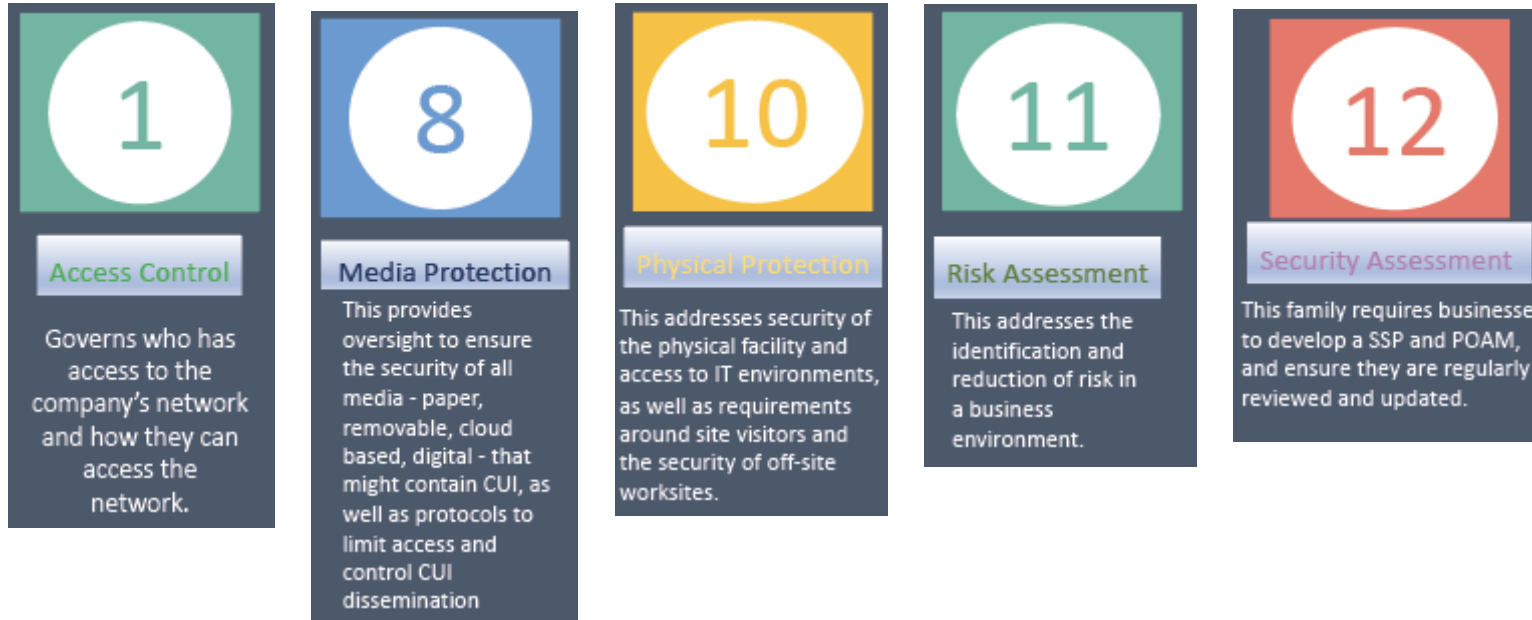 1
Access Control
Governs who has
access to the
company's network
and how they can
access the
network.
8
Media Protection
This provides
oversight to ensure
the security of all
media - paper,
removable, cloud
based, digital - that
might contain CUI, as
well as protocols to
limit access and
control CUI
dissemination
10
Physical Protection
This addresses security of
the physical facility and
access to IT environments,
as well as requirements
around site visitors and
the security of off-site
worksites.
11
Risk Assessment
This addresses the
identification and
reduction of risk in
a business
environment.
12
Security Assessment
This family requires businesse
to develop a SSP and POAM,
and ensure they are regularly
reviewed and updated.